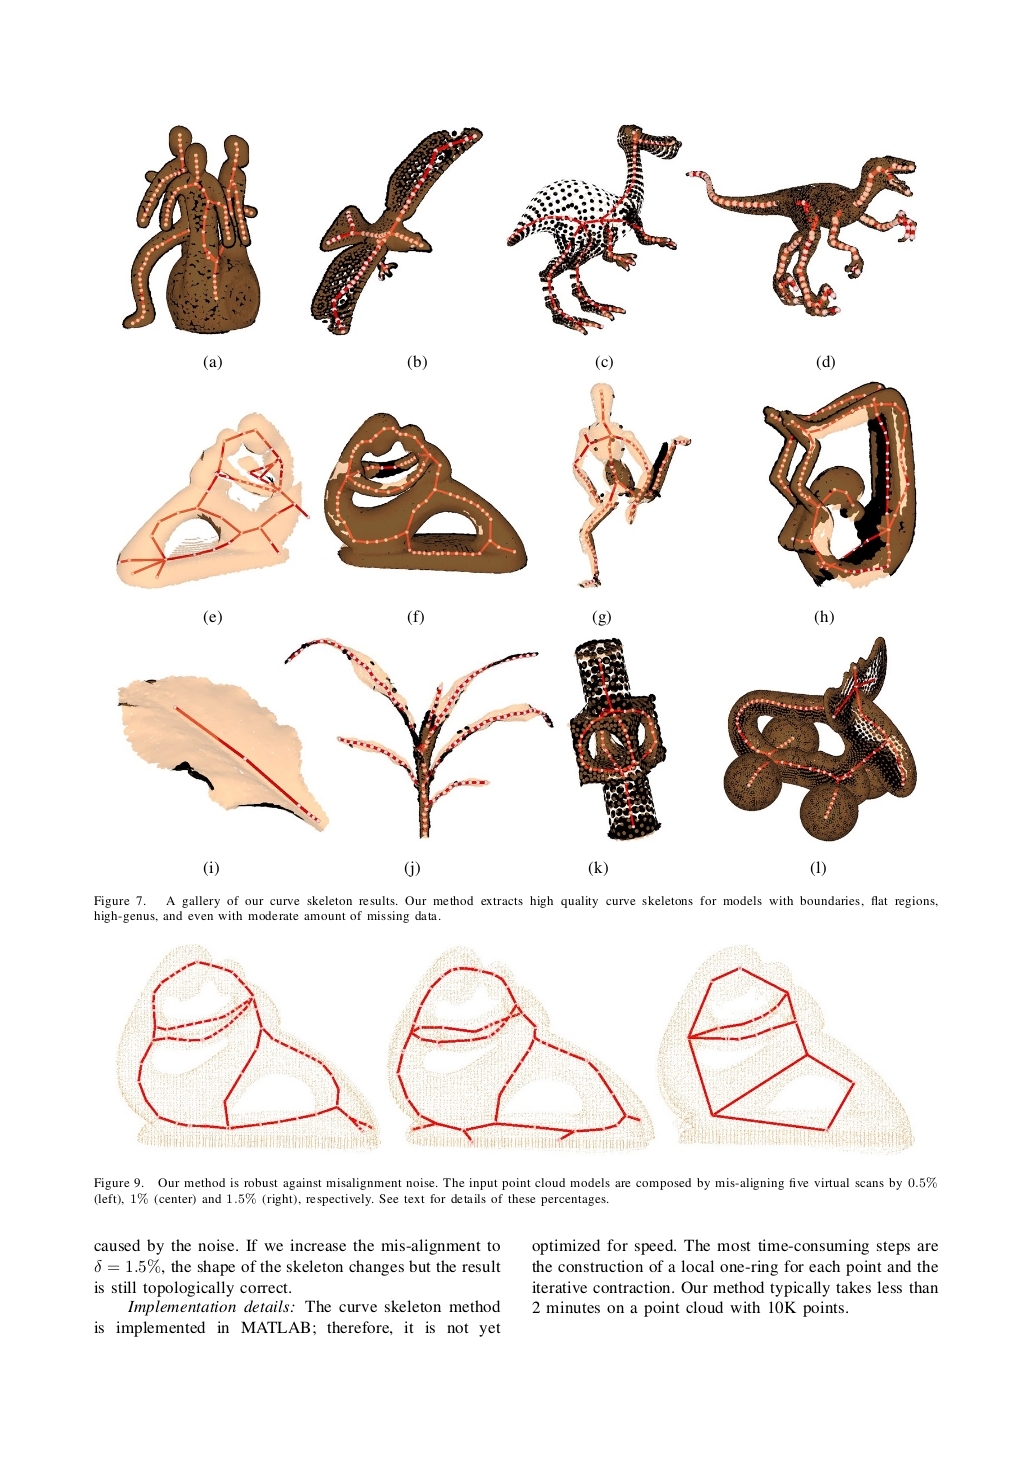 (a) (b) (c) (d)
(e) (f) (g) (h)
(i) (j) (k) (l)
Figure 7. A gallery of our curve skeleton results. Our method extracts high quality curve skeletons for models with boundaries, flat regions,
high-genus, and even with moderate amount of missing data.
Figure 9. Our method is robust against misalignment noise. The input point cloud models are composed by mis-aligning five virtual scans by 0.5%
(left), 1% (center) and 1.5% (right), respectively. See text for details of these percentages.
caused by the noise. If we increase the mis-alignment to
δ = 1.5%, the shape of the skeleton changes but the result
is still topologically correct.
Implementation details: The curve skeleton method
is implemented in MATLAB; therefore, it is not yet
optimized for speed. The most time-consuming steps are
the construction of a local one-ring for each point and the
iterative contraction. Our method typically takes less than
2 minutes on a point cloud with 10K points.